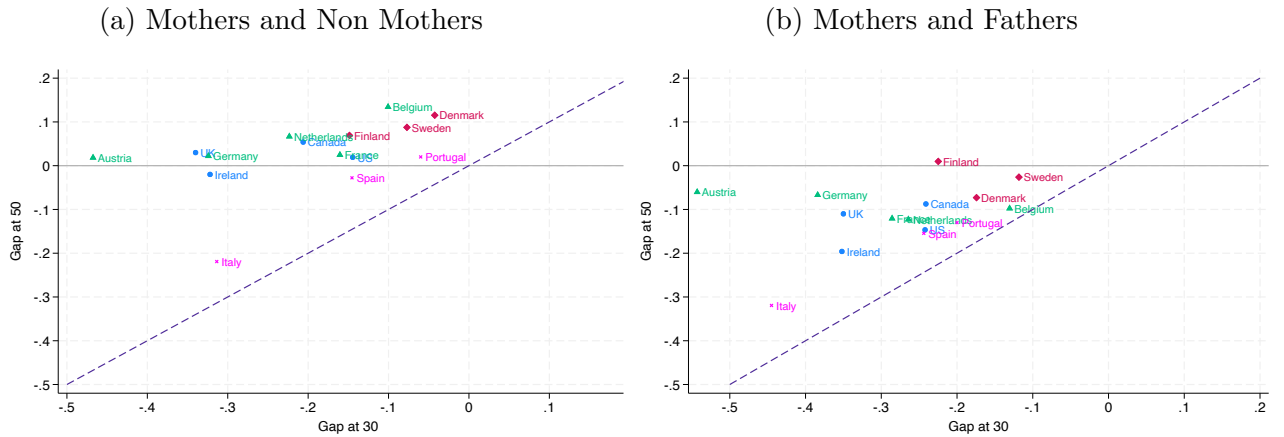 (a) Mothers and Non Mothers
.2
.1
0
-.1
-.2
-.3
-.4
-.5
Gap at 50
Belgium
Denmark
Sweden
Netherlands
Finland
Canada
UK
Germany
Austria
France
US
Portugal
Ireland
Spain
Italy
-.5 -.4 -.3 -.2 -.1 0 .1
Gap at 30
(b) Mothers and Fathers
.2
.1
0
-.1
-.2
-.3
-.4
-.5
Gap at 50
Finland
Sweden
Austria
Germany
Denmark
Canada
Belgium
UK
France
Netherlands
Portugal
US
Spain
Ireland
Italy
-.5 -.4 -.3 -.2 -.1 0 .1 .2
Gap at 30